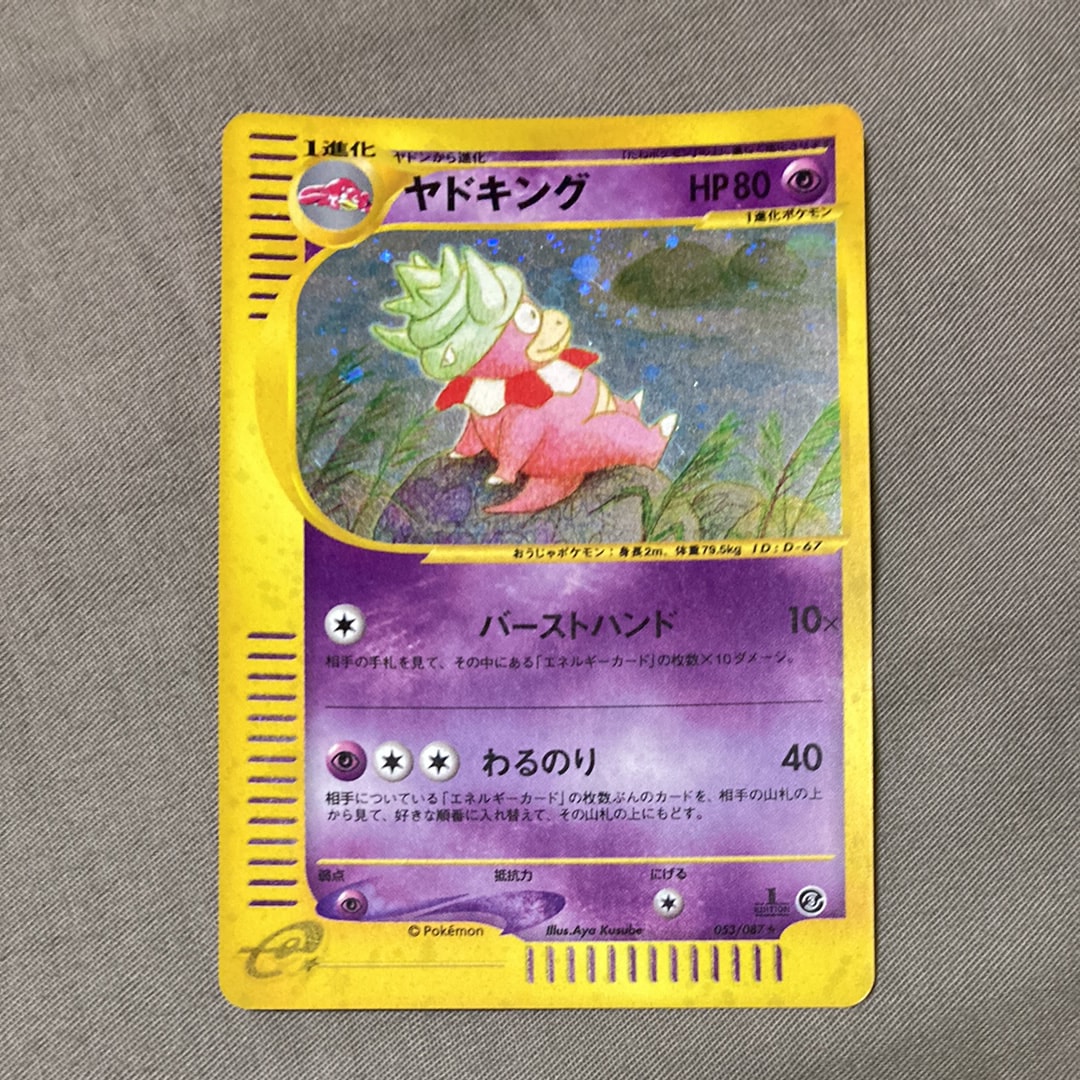 1進化
ヤドンから進化
ヤドキング HP80
1進化ポケモン
おうじゃポケモン：身長2m、体重79.5kg ID:D-67
バーストハンド 10×
相手の手札を見て、その中にある「エネルギーカード」の枚数×10ダメージ。
わるのり 40
相手についている「エネルギーカード」の枚数ぶんのカードを、相手の山札の上
から見て、好きな順番に入れ替えて、その山札の上にもどす。
弱点 抵抗力 にげる
1
EDITION
©Pokémon Illus.Aya Kusube 053/087★
e